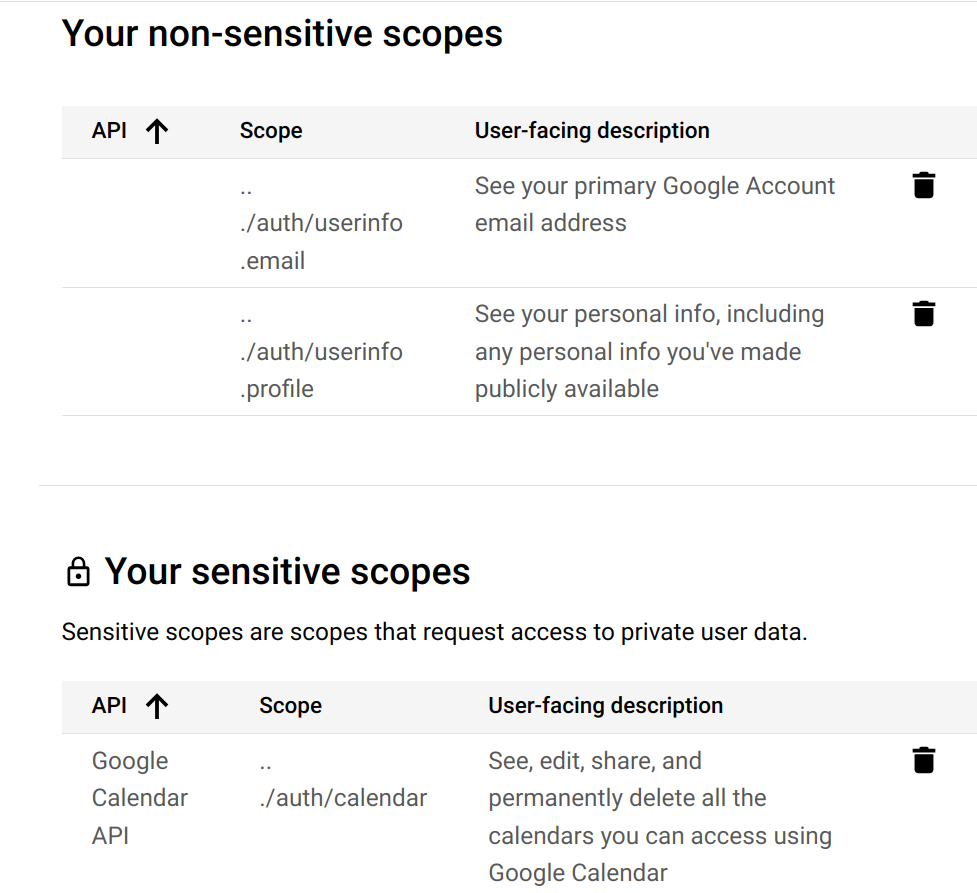 Your non-sensitive scopes
API Scope User-facing description
.. See your primary Google Account
./auth/userinfo email address
.email
.. See your personal info, including
./auth/userinfo any personal info you've made
.profile publicly available
Your sensitive scopes
Sensitive scopes are scopes that request access to private user data.
API Scope User-facing description
Google .. See, edit, share, and
Calendar ./auth/calendar permanently delete all the
API calendars you can access using
Google Calendar